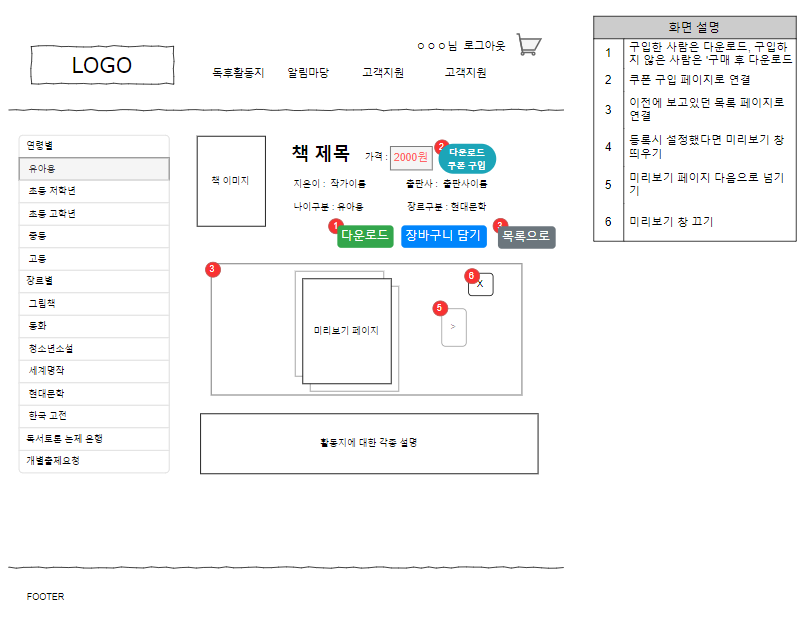 ㅇㅇㅇ님 로그아웃
LOGO
독후활동지 알림마당 고객지원 고객지원
연령별
유아용
초등 저학년
초등 고학년
중등
고등
장르별
그림책
동화
청소년소설
세계명작
현대문학
한국 고전
독서토론 논제 은행
개별출제요청
책 이미지
책 제목
가격 : 2000원
2
다운로드
쿠폰 구입
지은이 : 작가이름
출판사 : 출판사이름
나이구분 : 유아용
장르구분 : 현대문학
1
다운로드
장바구니 담기
3
목록으로
3
미리보기 페이지
6
X
5
>
활동지에 대한 각종 설명
FOOTER
화면 설명
1 구입한 사람은 다운로드, 구입하
지 않은 사람은 '구매 후 다운로드
2 쿠폰 구입 페이지로 연결
3 이전에 보고있던 목록 페이지로
연결
4 등록시 설정했다면 미리보기 창
띄우기
5 미리보기 페이지 다음으로 넘기
기
6 미리보기 창 끄기